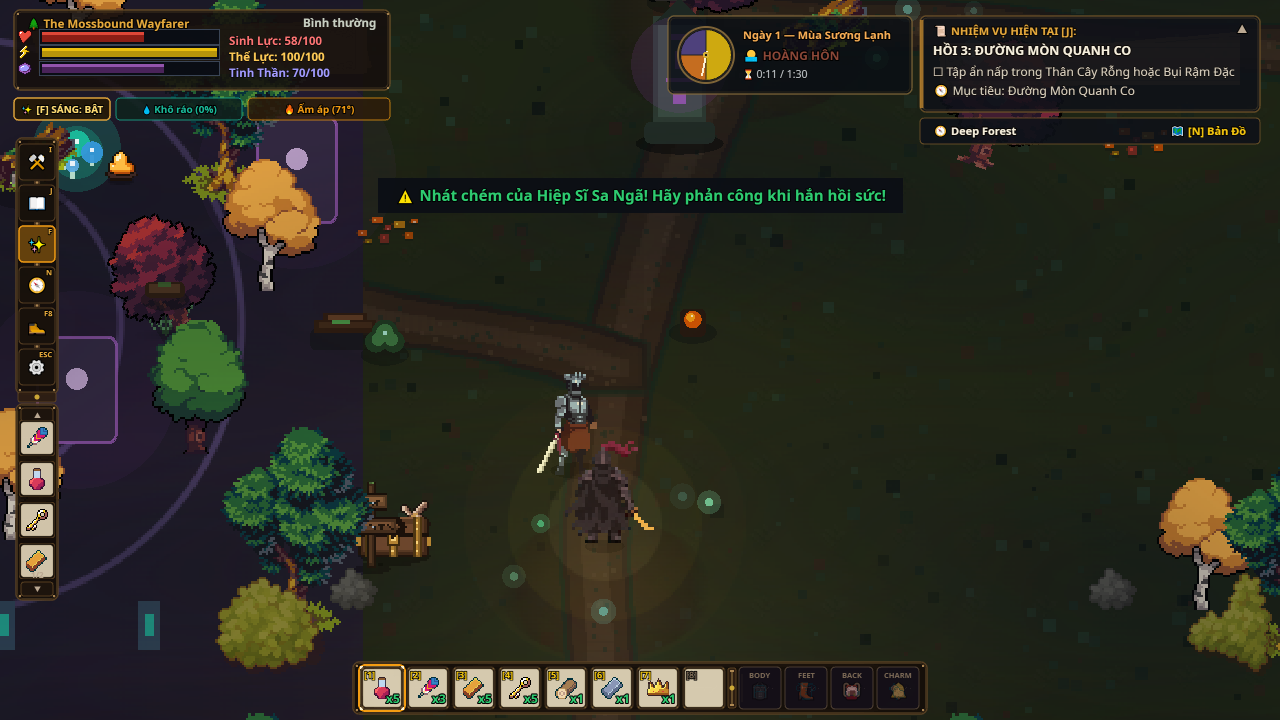 The Mossbound Wayfarer
Bình thường
Sinh Lực: 58/100
Thể Lực: 100/100
Tinh Thần: 70/100
[F] SÁNG: BẬT
Khô ráo (0%)
Ấm áp (71°)
Ngày 1 — Mùa Sương Lạnh
HOÀNG HÔN
0:11 / 1:30
NHIỆM VỤ HIỆN TẠI [J]:
HỒI 3: ĐƯỜNG MÒN QUANH CO
Tập ẩn nấp trong Thân Cây Rỗng hoặc Bụi Rậm Đặc
Mục tiêu: Đường Mòn Quanh Co
Deep Forest
[N] Bản Đồ
Nhát chém của Hiệp Sĩ Sa Ngã! Hãy phản công khi hắn hồi sức!
I
J
F
N
F8
ESC
[1] x5
[2] x3
[3] x5
[4] x5
[5] x1
[6] x1
[7] x1
[8]
BODY
FEET
BACK
CHARM